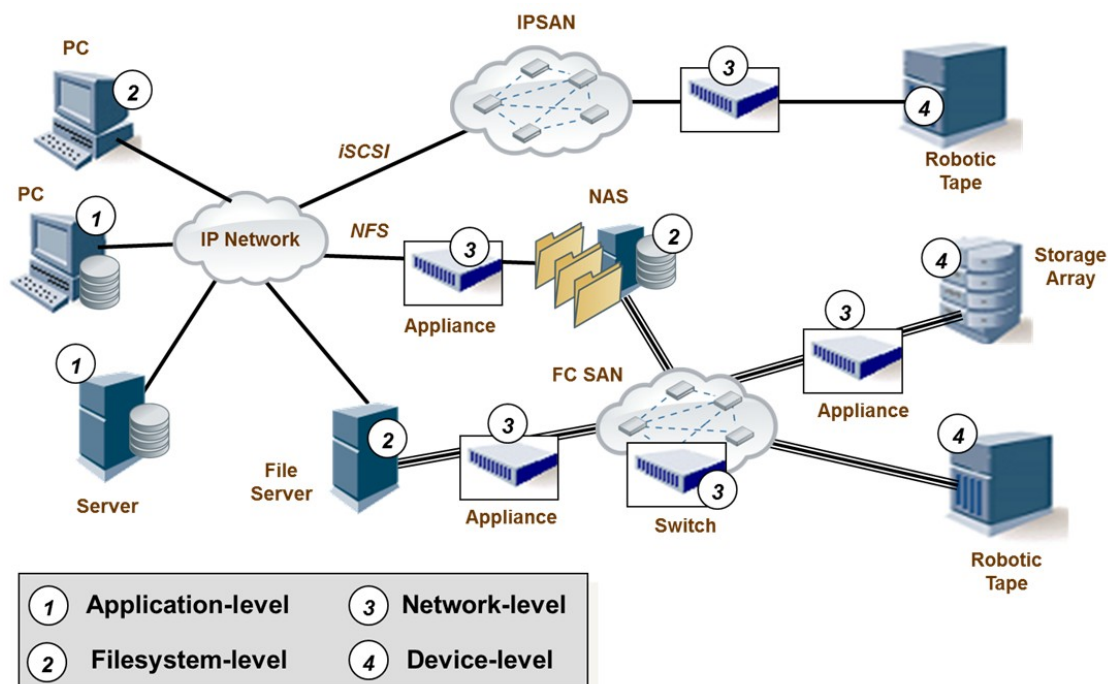 IPSAN
PC
3
2
4
iSCSI
Robotic
Tape
PC
NAS
1
IP Network
NFS
3
2
4
Storage
Array
Appliance
3
1
FC SAN
Appliance
3
2
4
File
Server
3
Server
Appliance
Switch
Robotic
Tape
1 Application-level
3 Network-level
2 Filesystem-level
4 Device-level